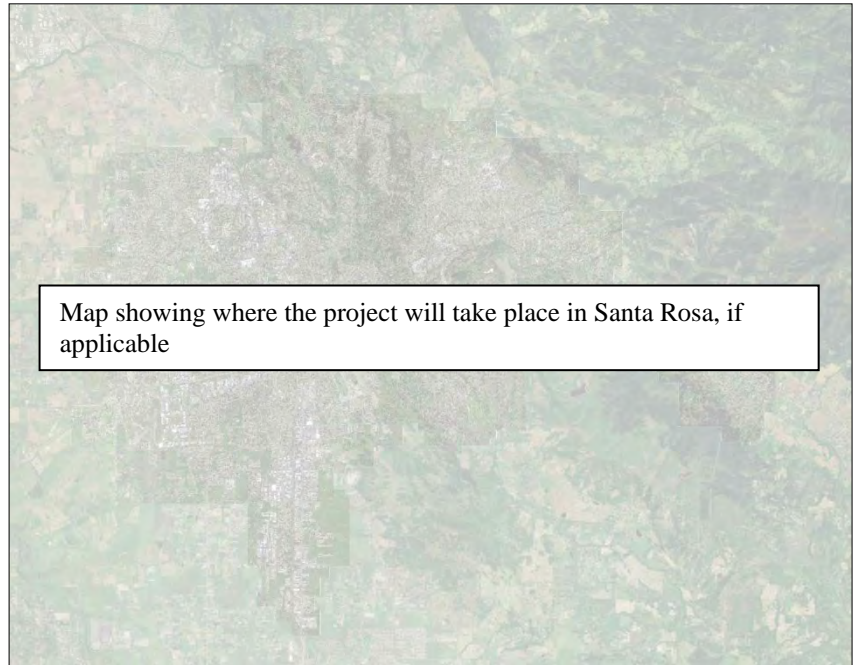 Map showing where the project will take place in Santa Rosa, if
applicable